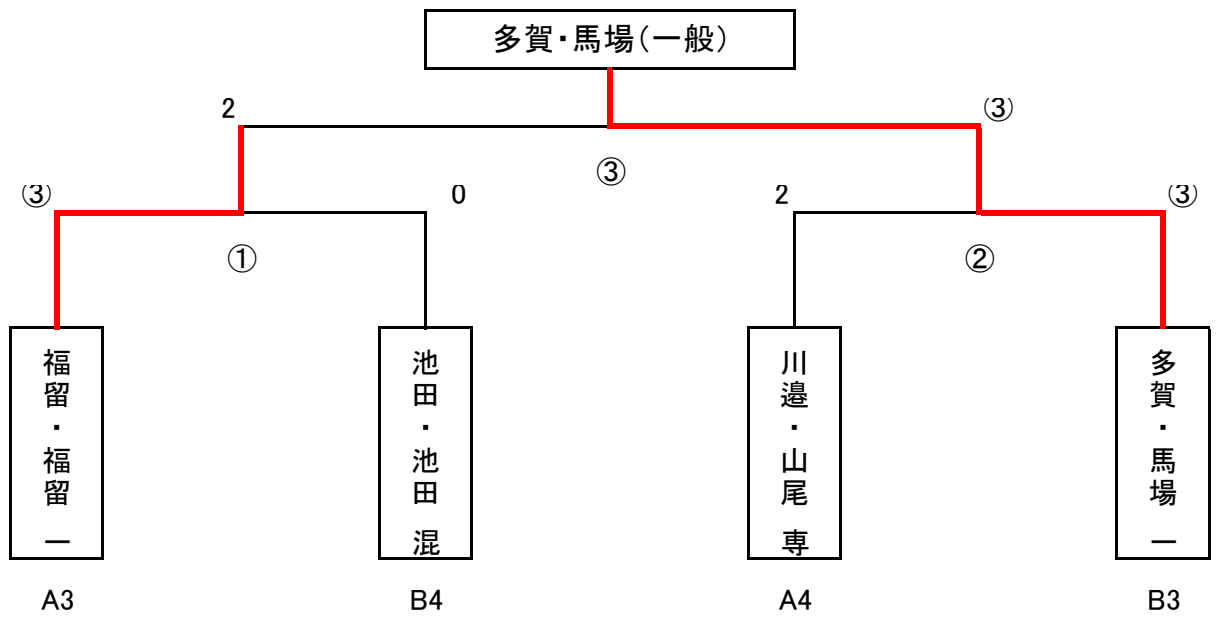 多賀・馬場(一般)
2
③
③
③
0
2
③
①
②
福留・福留 一
池田・池田 混
川邉・山尾 専
多賀・馬場 一
A3
B4
A4
B3